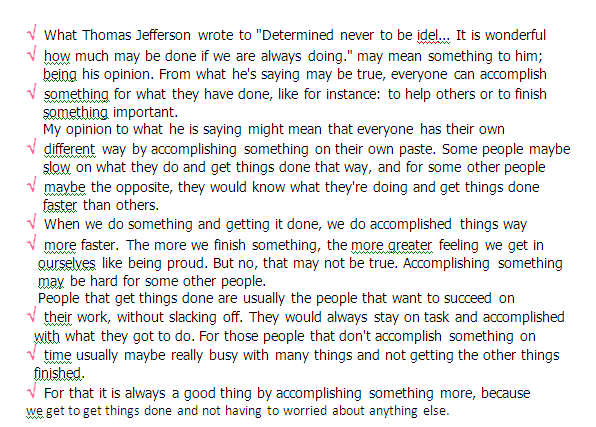 √ What Thomas Jefferson wrote to "Determined never to be idel... It is wonderful
√ how much may be done if we are always doing." may mean something to him;
being his opinion. From what he's saying may be true, everyone can accomplish
√ something for what they have done, like for instance: to help others or to finish
something important.
My opinion to what he is saying might mean that everyone has their own
√ different way by accomplishing something on their own paste. Some people maybe
slow on what they do and get things done that way, and for some other people
√ maybe the opposite, they would know what they're doing and get things done
faster than others.
√ When we do something and getting it done, we do accomplished things way
√ more faster. The more we finish something, the more greater feeling we get in
ourselves like being proud. But no, that may not be true. Accomplishing something
may be hard for some other people.
People that get things done are usually the people that want to succeed on
√ their work, without slacking off. They would always stay on task and accomplished
with what they got to do. For those people that don't accomplish something on
√ time usually maybe really busy with many things and not getting the other things
finished.
√ For that it is always a good thing by accomplishing something more, because
we get to get things done and not having to worried about anything else.